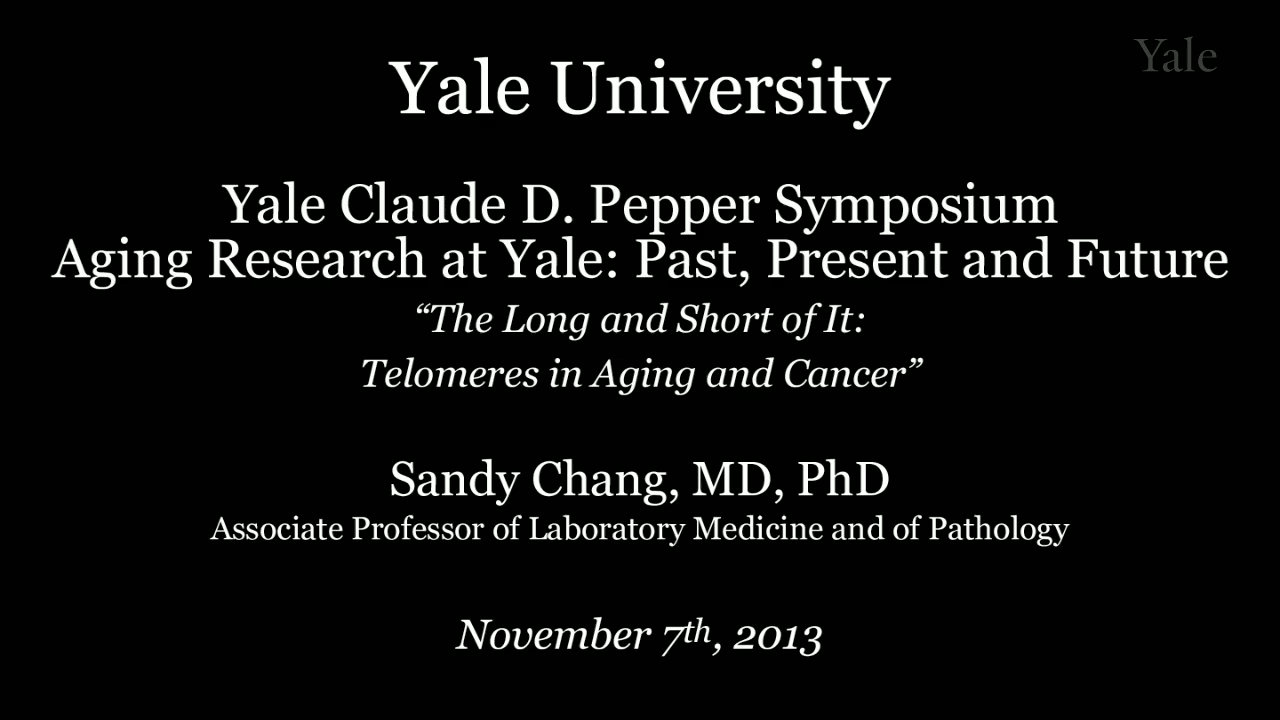 Yale
Yale University
Yale Claude D. Pepper Symposium
Aging Research at Yale: Past, Present and Future
“The Long and Short of It:
Telomeres in Aging and Cancer”
Sandy Chang, MD, PhD
Associate Professor of Laboratory Medicine and of Pathology
November 7th, 2013